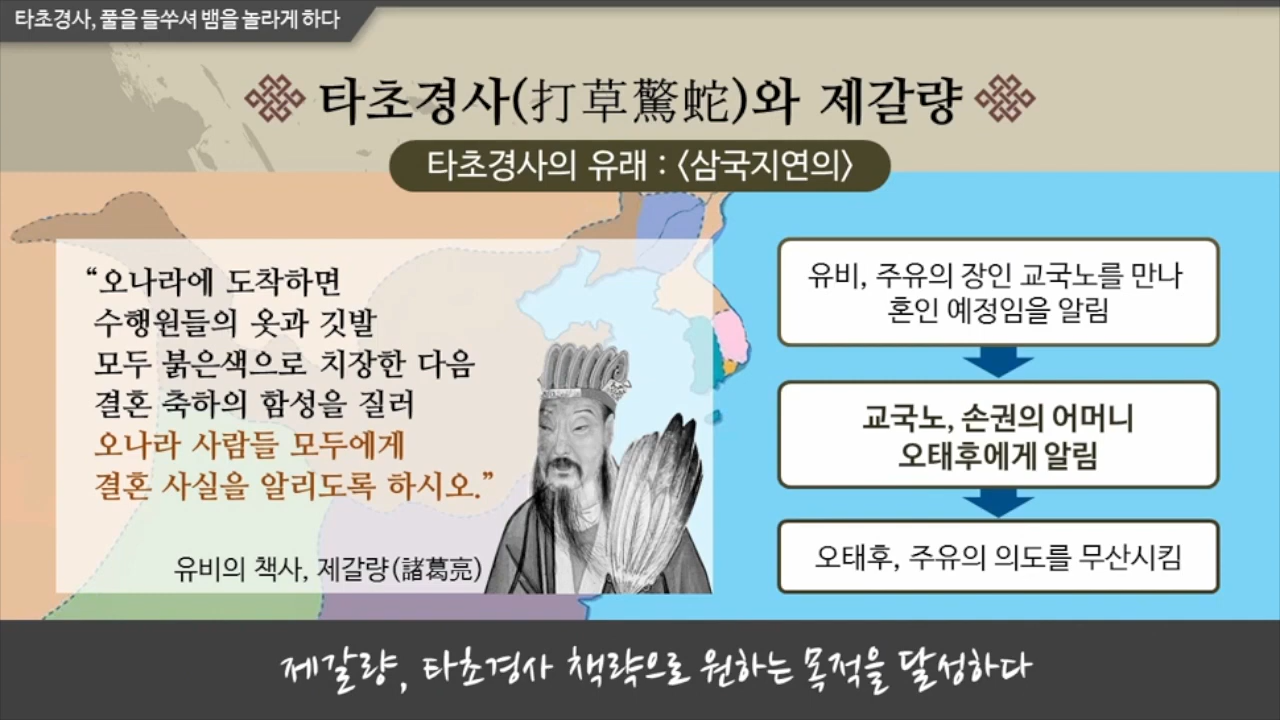 타초경사, 풀을 들쑤셔 뱀을 놀라게 하다
타초경사(打草驚蛇)와 제갈량
타초경사의 유래 : <삼국지연의>
“오나라에 도착하면
수행원들의 옷과 깃발
모두 붉은색으로 치장한 다음
결혼 축하의 함성을 질러
오나라 사람들 모두에게
결혼 사실을 알리도록 하시오.”
유비의 책사, 제갈량(諸葛亮)
유비, 주유의 장인 교국노를 만나
혼인 예정임을 알림
교국노, 손권의 어머니
오태후에게 알림
오태후, 주유의 의도를 무산시킴
제갈량, 타초경사 책략으로 원하는 목적을 달성하다